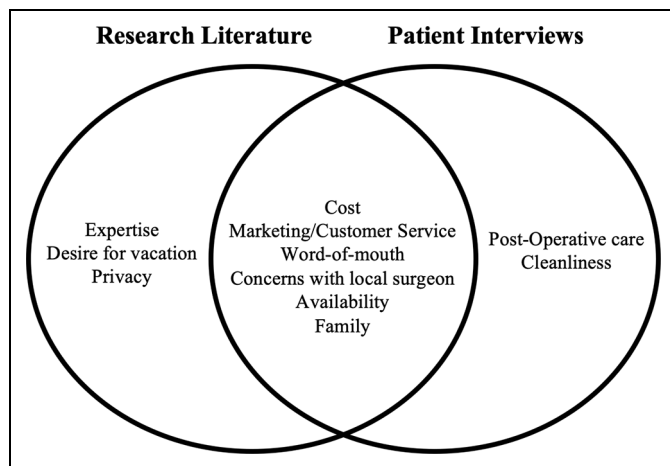 Research Literature
Patient Interviews
Expertise
Desire for vacation
Privacy
Cost
Marketing/Customer Service
Word-of-mouth
Concerns with local surgeon
Availability
Family
Post-Operative care
Cleanliness